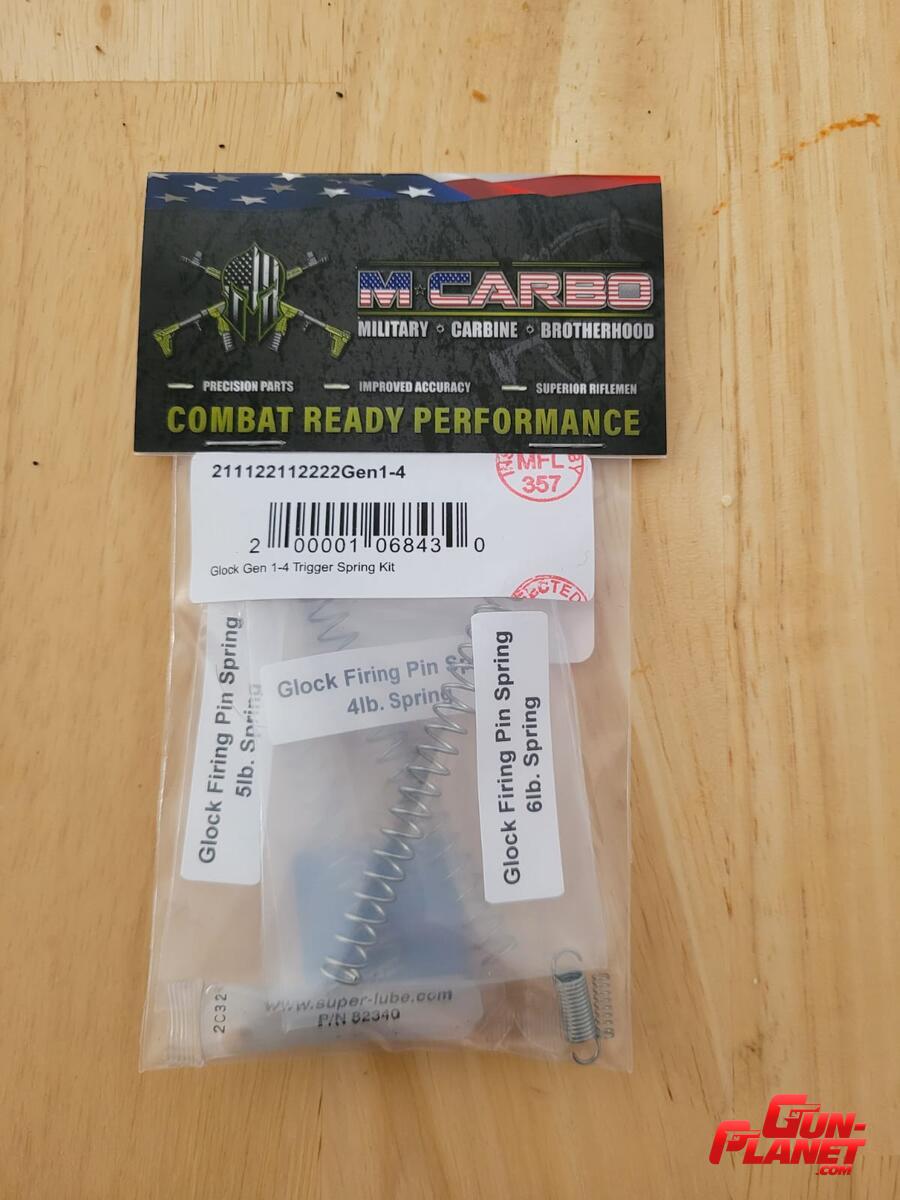 M★CARBO
MILITARY CARBINE BROTHERHOOD
PRECISION PARTS IMPROVED ACCURACY SUPERIOR RIFLEMEN
COMBAT READY PERFORMANCE
211122112222Gen1-4
BY
MFL
357
2 00001 06843 0
Glock Gen 1-4 Trigger Spring Kit
Glock Firing Pin Spring
5lb. Spring
Glock Firing Pin
4lb. Spring
Glock Firing Pin Spring
6lb. Spring
2C32
www.super-lube.com
P/N 82340
GUN-
PLANET
.COM